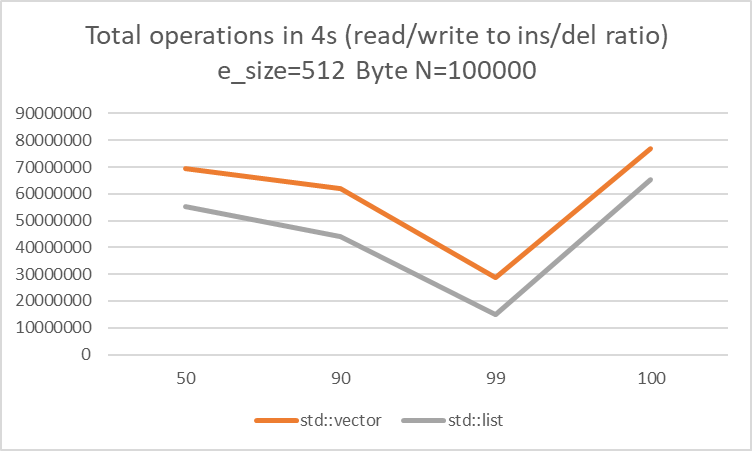 Total operations in 4s (read/write to ins/del ratio)
e_size=512 Byte N=100000
90000000
80000000
70000000
60000000
50000000
40000000
30000000
20000000
10000000
0
50 90 99 100
std::vector std::list